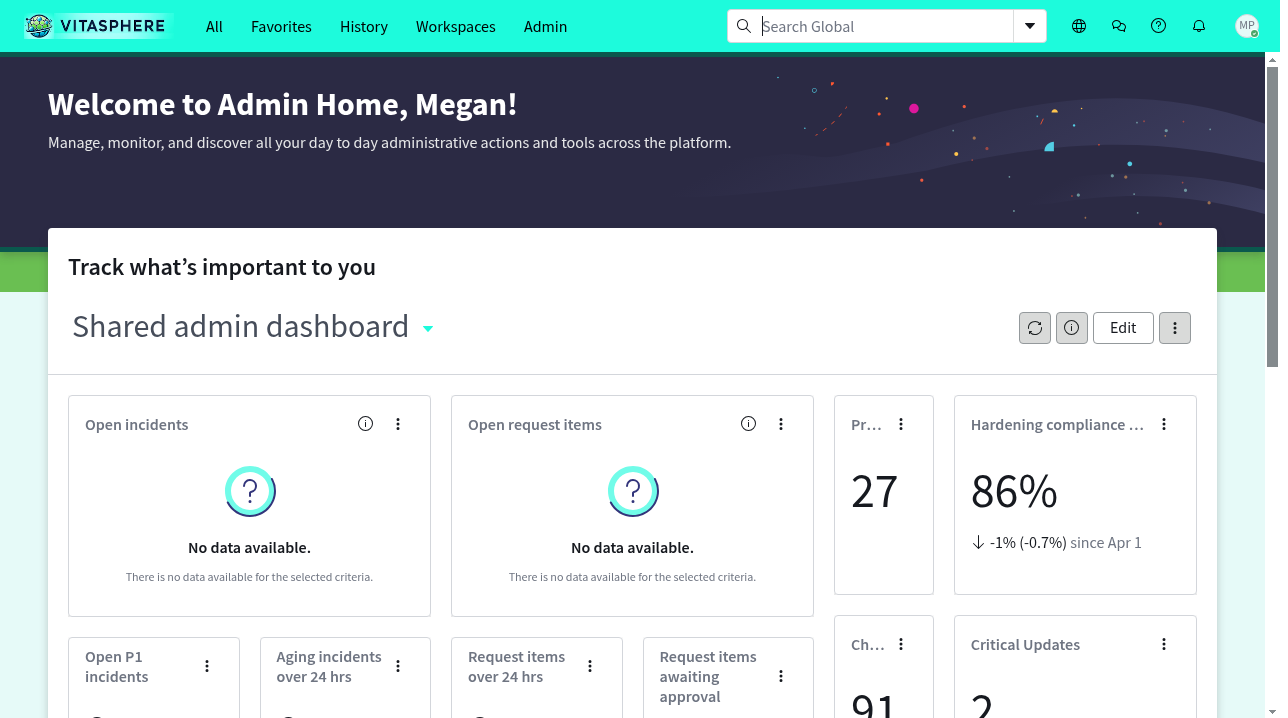 VITASPHERE
All
Favorites
History
Workspaces
Admin
Search Global
MP
Welcome to Admin Home, Megan!
Manage, monitor, and discover all your day to day administrative actions and tools across the platform.
Track what’s important to you
Shared admin dashboard
Edit
Open incidents
No data available.
There is no data available for the selected criteria.
Open request items
No data available.
There is no data available for the selected criteria.
Pr…
27
Hardening compliance …
86%
-1% (-0.7%) since Apr 1
Open P1
incidents
Aging incidents
over 24 hrs
Request items
over 24 hrs
Request items
awaiting
approval
Ch…
91
Critical Updates
2